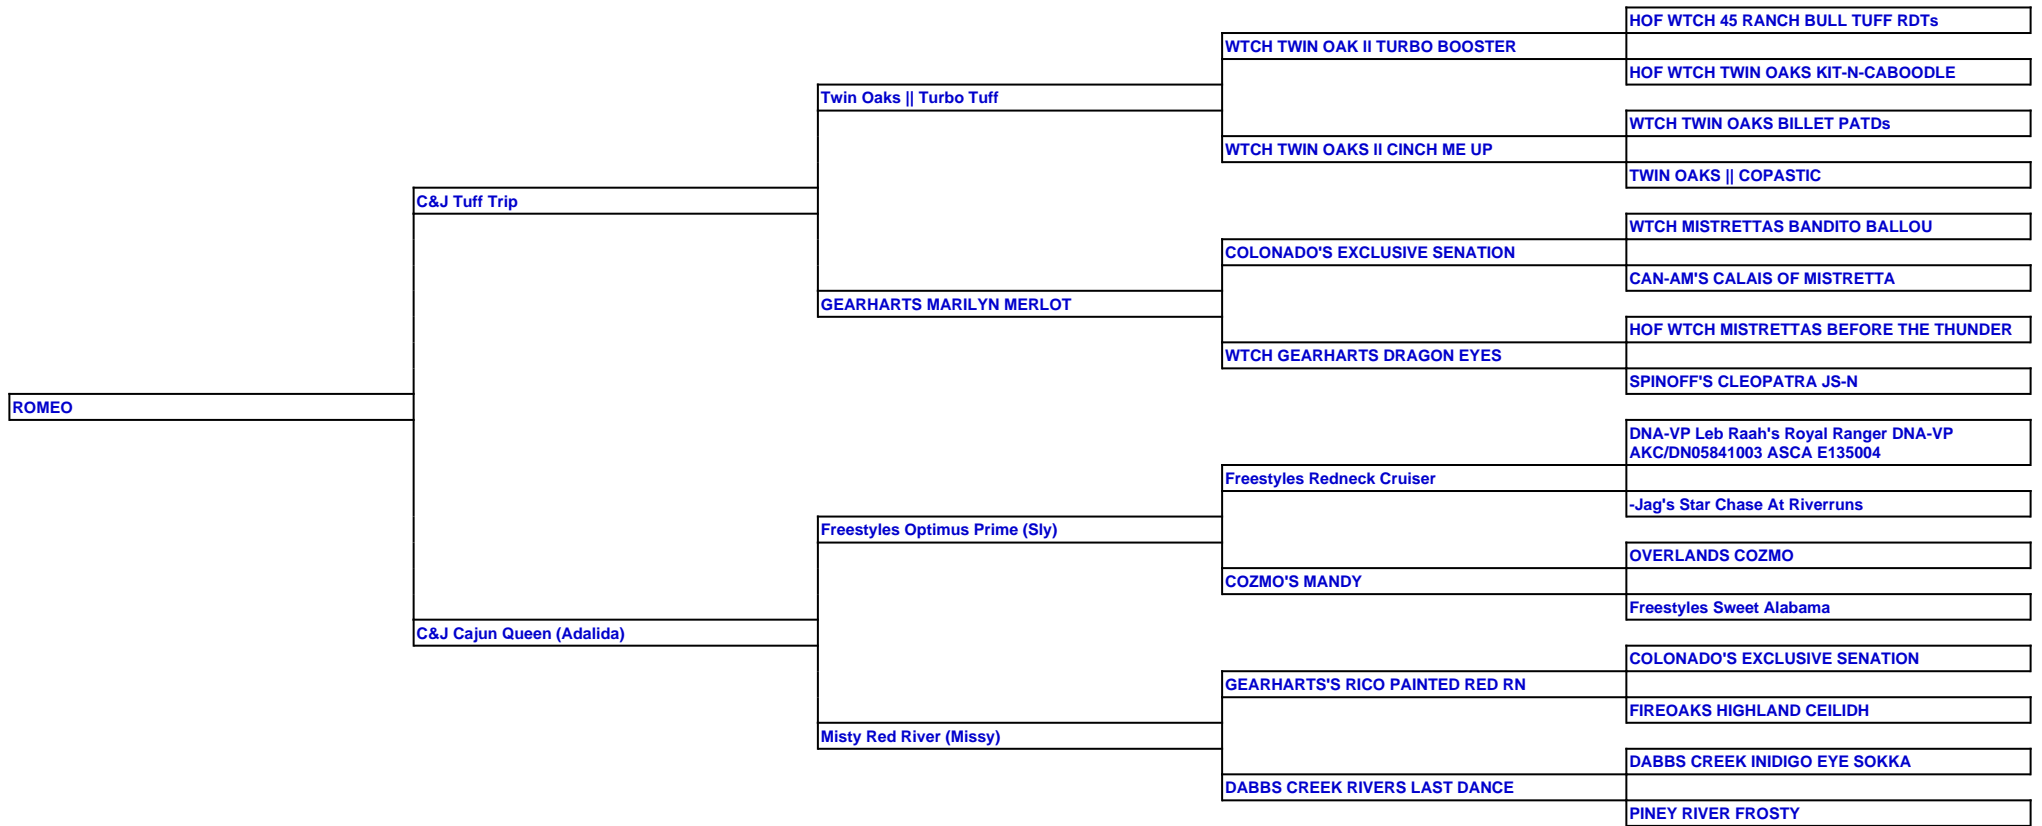 HOF WTCH 45 RANCH BULL TUFF RDTs
WTCH TWIN OAK II TURBO BOOSTER
HOF WTCH TWIN OAKS KIT-N-CABOODLE
Twin Oaks || Turbo Tuff
WTCH TWIN OAKS BILLET PATDs
WTCH TWIN OAKS II CINCH ME UP
TWIN OAKS || COPASTIC
C&J Tuff Trip
WTCH MISTRETTAS BANDITO BALLOU
COLONADO'S EXCLUSIVE SENATION
CAN-AM'S CALAIS OF MISTRETTA
GEARHARTS MARILYN MERLOT
HOF WTCH MISTRETTAS BEFORE THE THUNDER
WTCH GEARHARTS DRAGON EYES
SPINOFF'S CLEOPATRA JS-N
ROMEO
DNA-VP Leb Raah's Royal Ranger DNA-VP
AKC/DN05841003 ASCA E135004
Freestyles Redneck Cruiser
-Jag's Star Chase At Riverruns
Freestyles Optimus Prime (Sly)
OVERLANDS COZMO
COZMO'S MANDY
Freestyles Sweet Alabama
C&J Cajun Queen (Adalida)
COLONADO'S EXCLUSIVE SENATION
GEARHARTS'S RICO PAINTED RED RN
FIREOAKS HIGHLAND CEILIDH
Misty Red River (Missy)
DABBS CREEK INIDIGO EYE SOKKA
DABBS CREEK RIVERS LAST DANCE
PINEY RIVER FROSTY